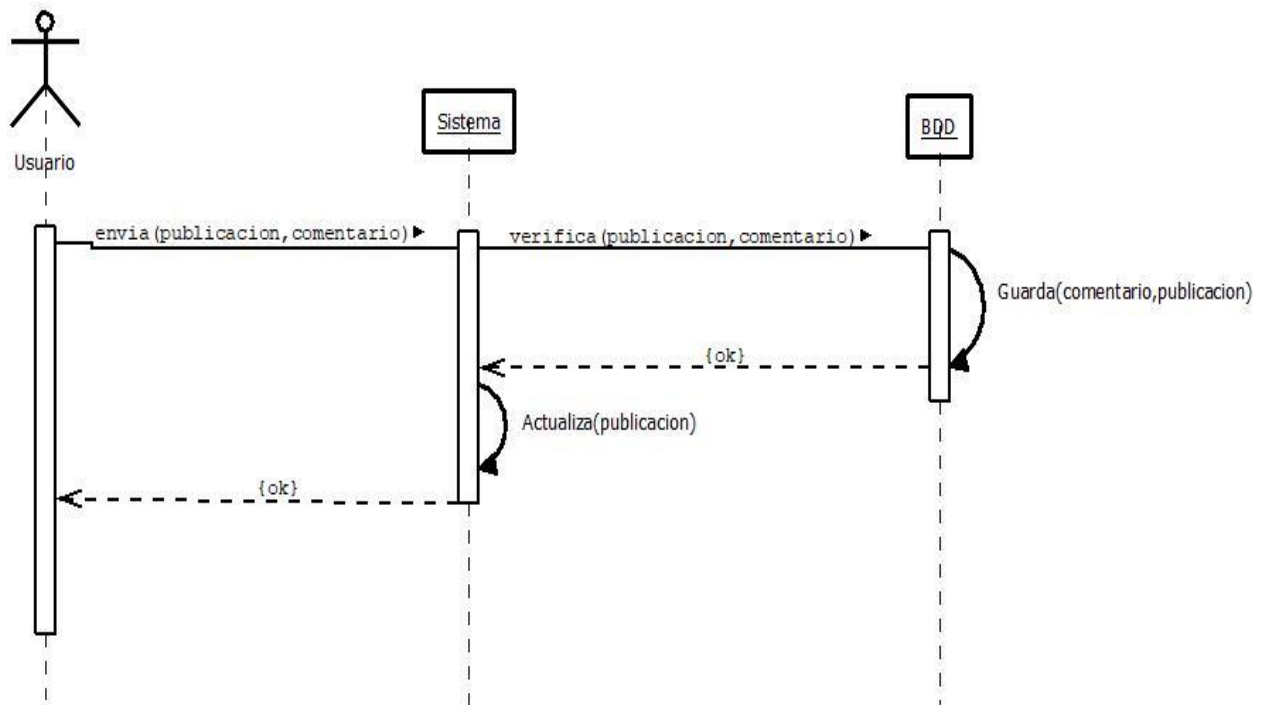 Usuario
Sistema
BDD
envia(publicacion,comentario)
verifica(publicacion,comentario)
Guarda(comentario,publicacion)
{ok}
Actualiza(publicacion)
{ok}